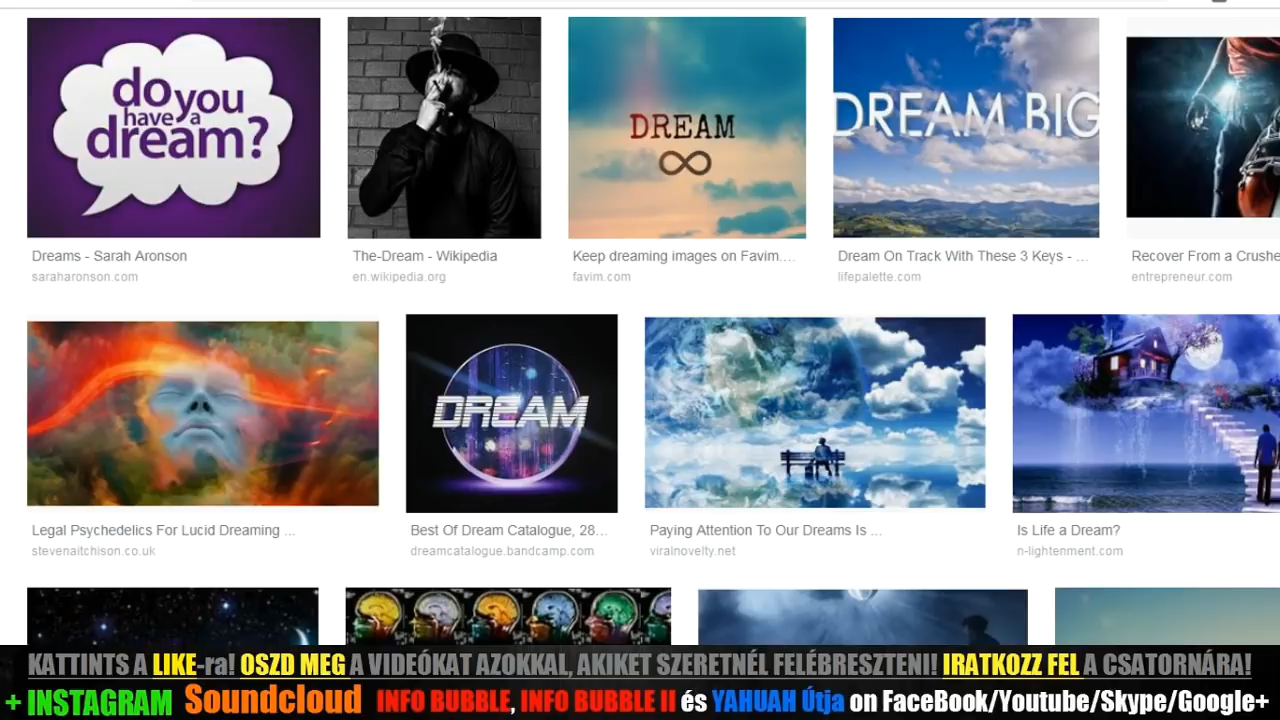 do you
have a
dream?
DREAM
DREAM BIG
Dreams - Sarah Aronson
The-Dream - Wikipedia
Keep dreaming images on Favim....
Dream On Track With These 3 Keys - ...
Recover From a Crushe
saraharonson.com
en.wikipedia.org
favim.com
lifepalette.com
entrepreneur.com
DREAM
Legal Psychedelics For Lucid Dreaming ...
Best Of Dream Catalogue, 28...
Paying Attention To Our Dreams Is ...
Is Life a Dream?
stevenaitchison.co.uk
dreamcatalogue.bandcamp.com
viralnovelty.net
n-lightenment.com
KATTINTS A LIKE-ra! OSZD MEG A VIDEÓKAT AZOKKAL, AKIKET SZERETNÉL FELÉBRESZTENI! IRATKOZZ FEL A CSATORNÁRA!
+ INSTAGRAM Soundcloud INFO BUBBLE, INFO BUBBLE II és YAHUAH Útja on FaceBook/Youtube/Skype/Google+